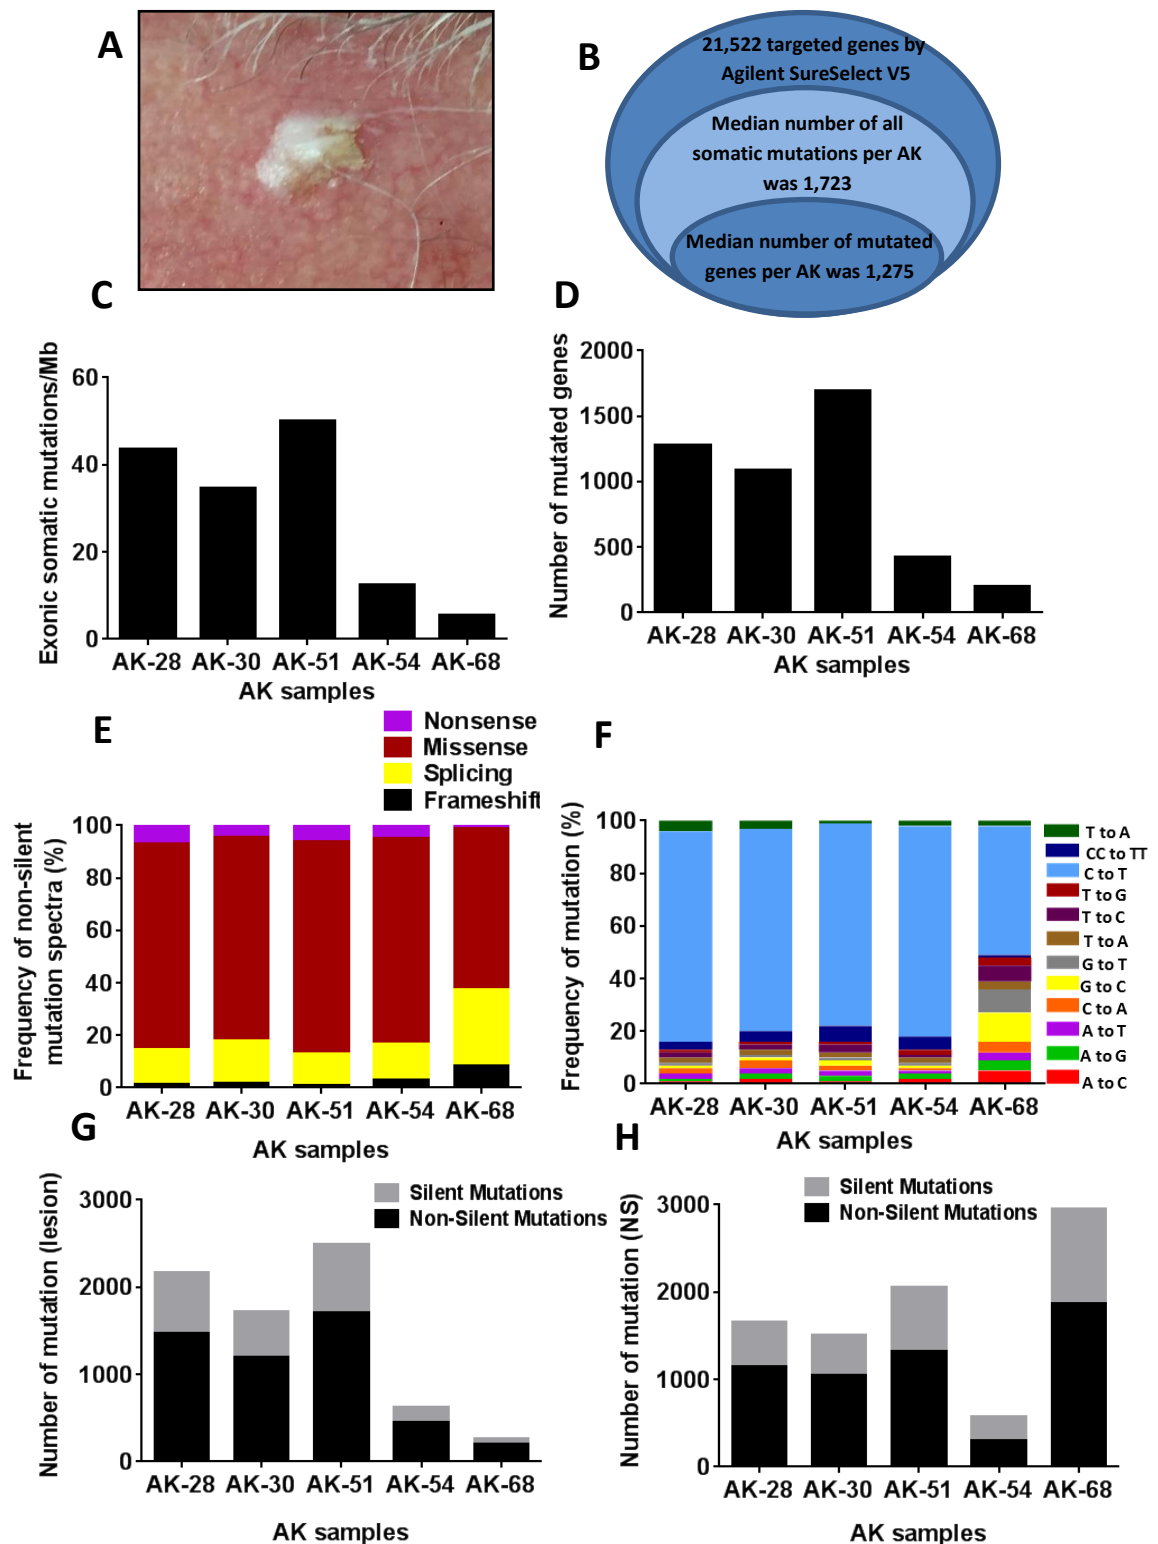 A
B
21,522 targeted genes by
Agilent SureSelect V5
Median number of all
somatic mutations per AK
was 1,723
Median number of mutated
genes per AK was 1,275
C
Exonic somatic mutations/Mb
60
40
20
0
AK-28 AK-30 AK-51 AK-54 AK-68
AK samples
D
Number of mutated genes
2000
1500
1000
500
0
AK-28 AK-30 AK-51 AK-54 AK-68
AK samples
E
Nonsense
Missense
Splicing
Frameshift
Frequency of non-silent
mutation spectra (%)
100
80
60
40
20
0
AK-28 AK-30 AK-51 AK-54 AK-68
AK samples
F
Frequency of mutation (%)
100
80
60
40
20
0
T to A
CC to TT
C to T
T to G
T to C
T to A
G to T
G to C
C to A
A to T
A to G
A to C
AK-28 AK-30 AK-51 AK-54 AK-68
AK samples
G
Silent Mutations
Non-Silent Mutations
Number of mutation (lesion)
3000
2000
1000
0
AK-28 AK-30 AK-51 AK-54 AK-68
AK samples
H
Silent Mutations
Non-Silent Mutations
Number of mutation (NS)
3000
2000
1000
0
AK-28 AK-30 AK-51 AK-54 AK-68
AK samples